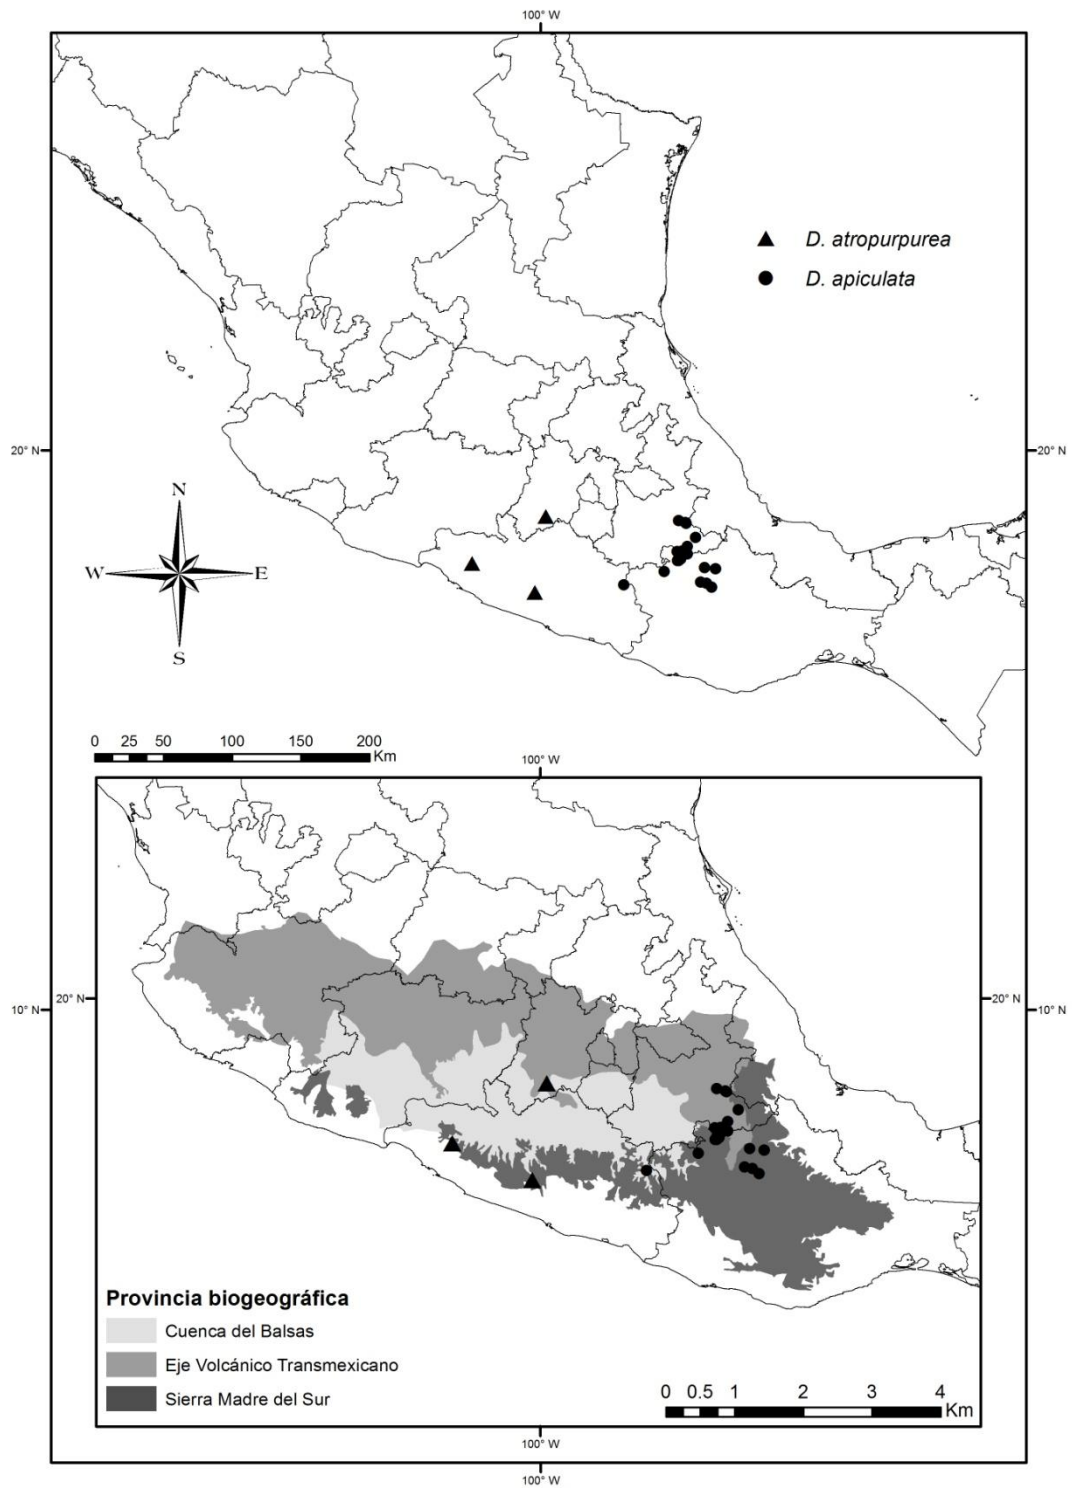 100° W
D. atropurpurea
D. apiculata
20° N
20° N
N
W
E
S
0 25 50 100 150 200
Km
100° W
10° N
20° N
20° N
10° N
Provincia biogeográfica
Cuenca del Balsas
Eje Volcánico Transmexicano
Sierra Madre del Sur
0 0.5 1 2 3 4
Km
100° W
100° W